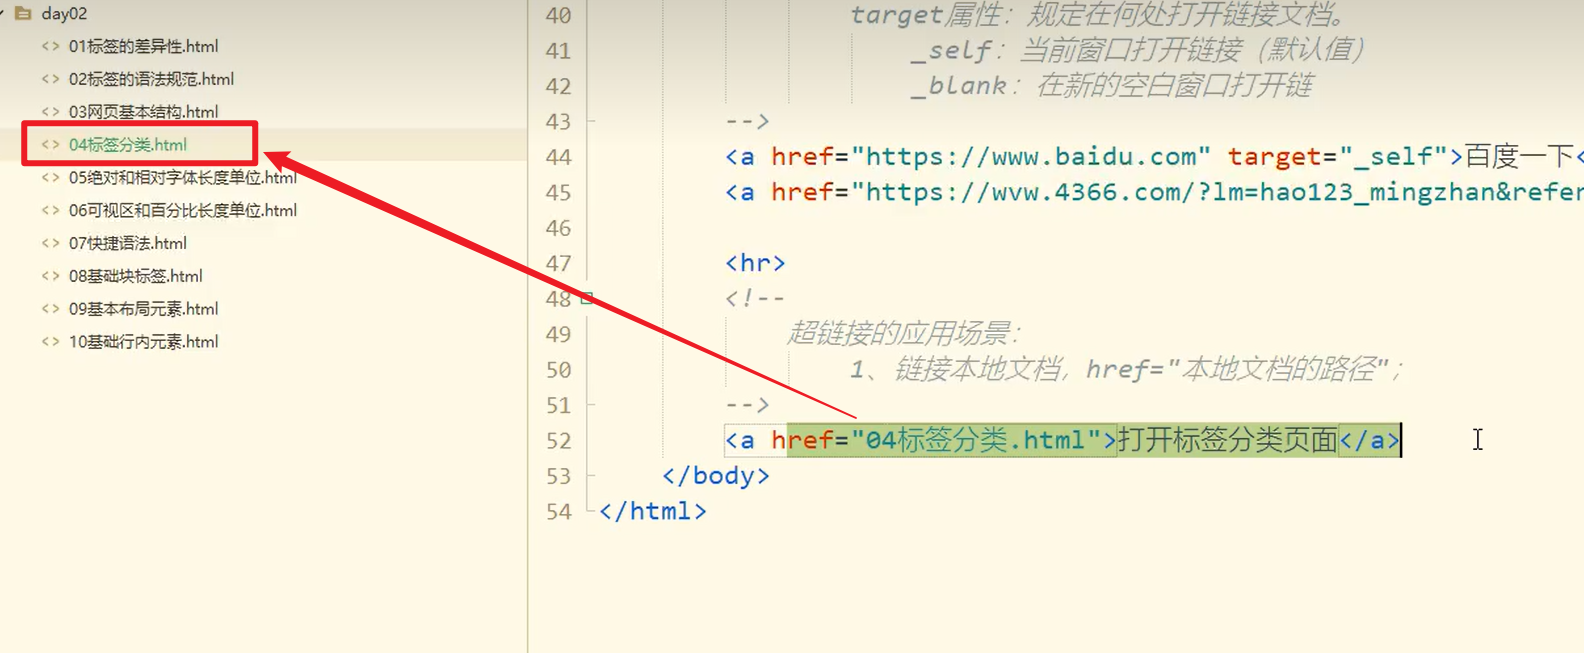 day02
<> 01标签的差异性.html
<> 02标签的语法规范.html
<> 03网页基本结构.html
<> 04标签分类.html
<> 05绝对和相对字体长度单位.html
<> 06可视区和百分比长度单位.html
<> 07快捷语法.html
<> 08基础块标签.html
<> 09基本布局元素.html
<> 10基础行内元素.html
40 target属性：规定在何处打开链接文档。
41 _self：当前窗口打开链接（默认值）
42 _blank：在新的空白窗口打开链
43 -->
44 <a href="https://www.baidu.com" target="_self">百度一下<
45 <a href="https://wvw.4366.com/?lm=hao123_mingzhan&refer
46
47 <hr>
48 <!--
49 超链接的应用场景：
50 1、链接本地文档，href="本地文档的路径"；
51 -->
52 <a href="04标签分类.html">打开标签分类页面</a>
53 </body>
54 </html>